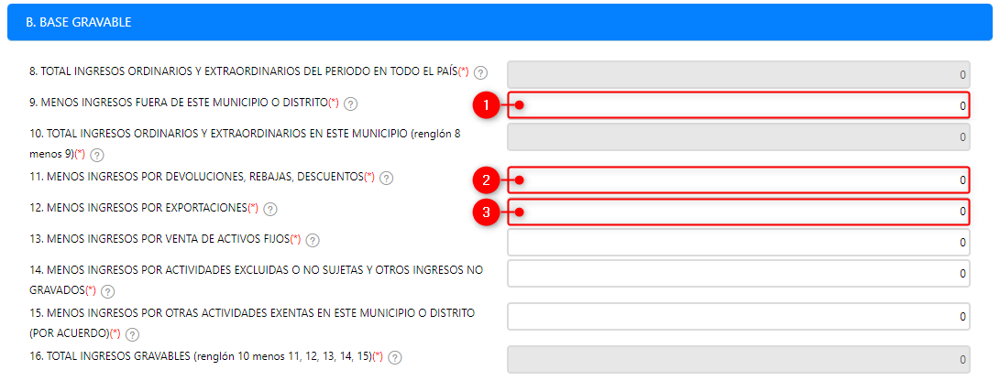 B. BASE GRAVABLE
8. TOTAL INGRESOS ORDINARIOS Y EXTRAORDINARIOS DEL PERIODO EN TODO EL PAÍS(*) ? 0
9. MENOS INGRESOS FUERA DE ESTE MUNICIPIO O DISTRITO(*) ? 1 0
10. TOTAL INGRESOS ORDINARIOS Y EXTRAORDINARIOS EN ESTE MUNICIPIO (renglón 8 0
menos 9)(*) ?
11. MENOS INGRESOS POR DEVOLUCIONES, REBAJAS, DESCUENTOS(*) ? 2 0
12. MENOS INGRESOS POR EXPORTACIONES(*) ? 3 0
13. MENOS INGRESOS POR VENTA DE ACTIVOS FIJOS(*) ? 0
14. MENOS INGRESOS POR ACTIVIDADES EXCLUIDAS O NO SUJETAS Y OTROS INGRESOS NO 0
GRAVADOS(*) ?
15. MENOS INGRESOS POR OTRAS ACTIVIDADES EXENTAS EN ESTE MUNICIPIO O DISTRITO 0
(POR ACUERDO)(*) ?
16. TOTAL INGRESOS GRAVABLES (renglón 10 menos 11, 12, 13, 14, 15)(*) ? 0